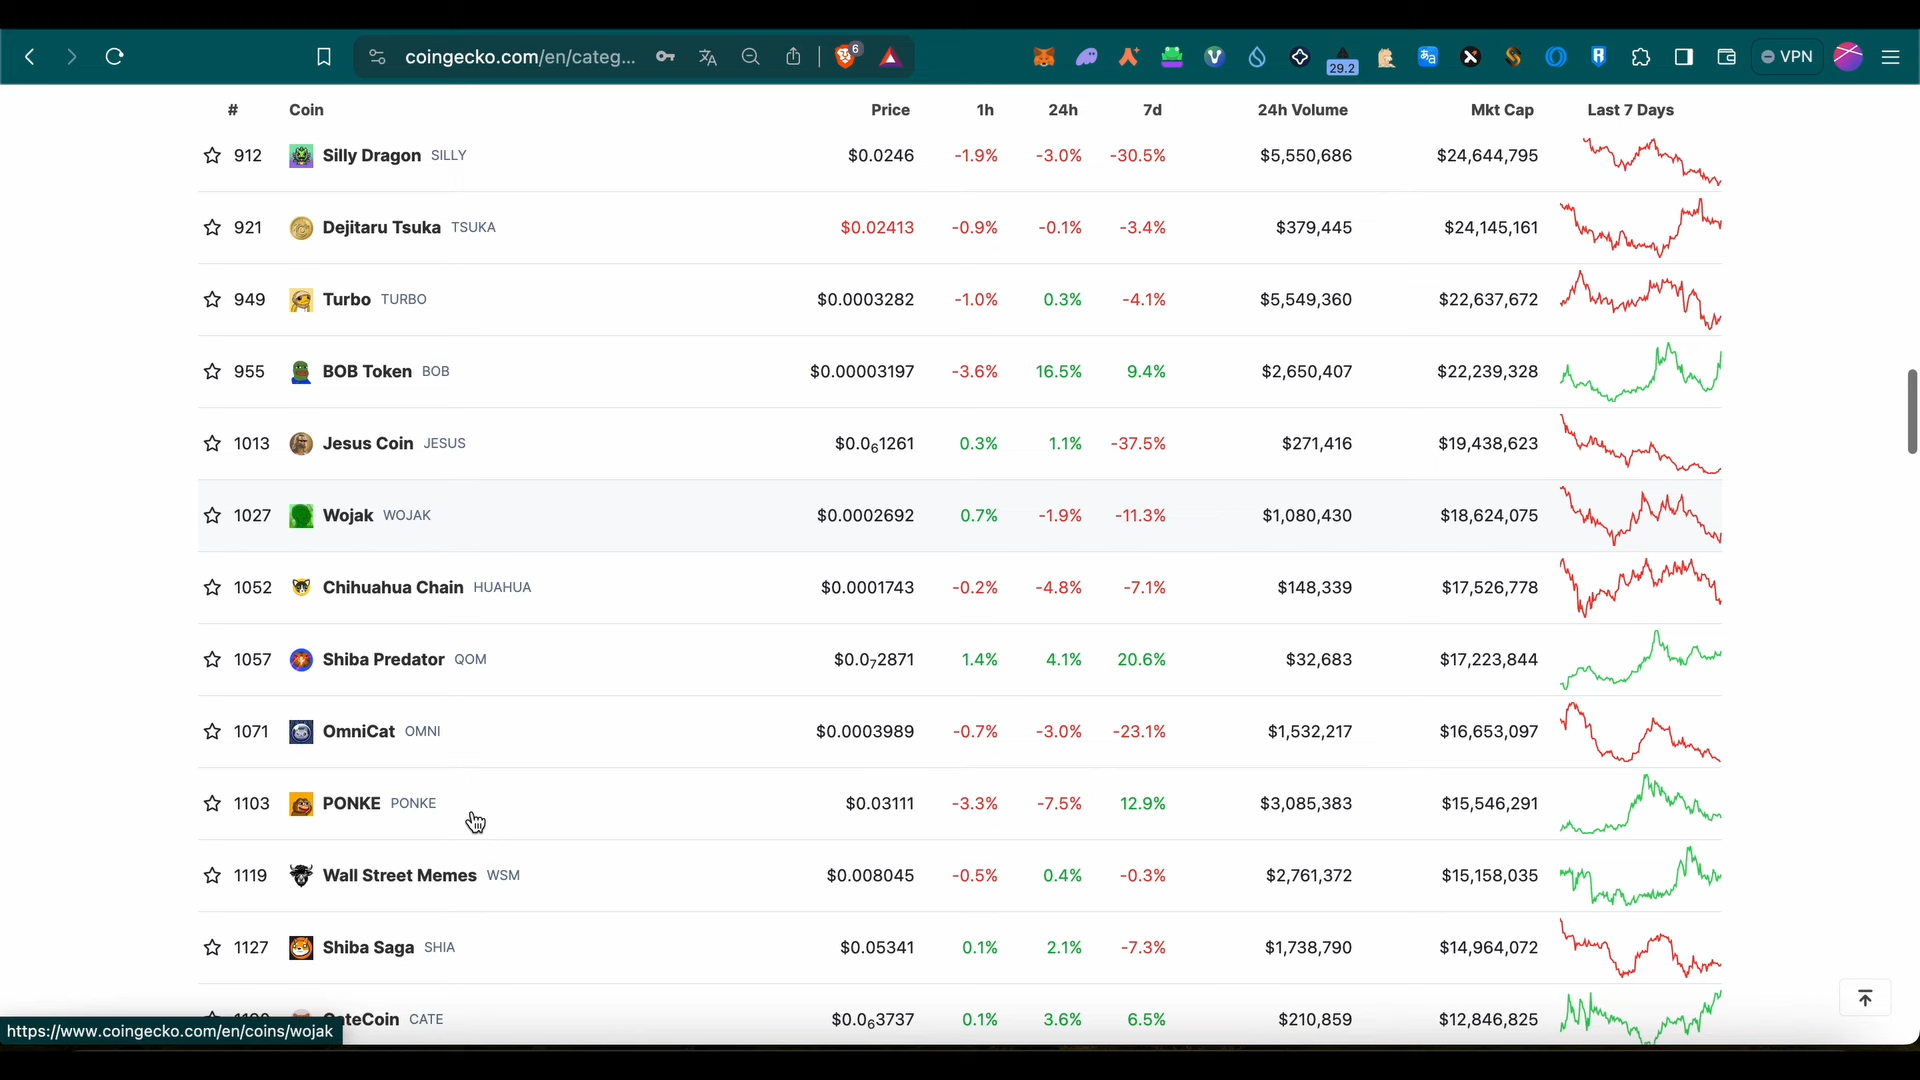 coingecko.com/en/categ...
6
29.2
VPN
# Coin Price 1h 24h 7d 24h Volume Mkt Cap Last 7 Days
912 Silly Dragon SILLY $0.0246 -1.9% -3.0% -30.5% $5,550,686 $24,644,795
921 Dejitaru Tsuka TSUKA $0.02413 -0.9% -0.1% -3.4% $379,445 $24,145,161
949 Turbo TURBO $0.0003282 -1.0% 0.3% -4.1% $5,549,360 $22,637,672
955 BOB Token BOB $0.00003197 -3.6% 16.5% 9.4% $2,650,407 $22,239,328
1013 Jesus Coin JESUS $0.0₆1261 0.3% 1.1% -37.5% $271,416 $19,438,623
1027 Wojak WOJAK $0.0002692 0.7% -1.9% -11.3% $1,080,430 $18,624,075
1052 Chihuahua Chain HUAHUA $0.0001743 -0.2% -4.8% -7.1% $148,339 $17,526,778
1057 Shiba Predator QOM $0.0₇2871 1.4% 4.1% 20.6% $32,683 $17,223,844
1071 OmniCat OMNI $0.0003989 -0.7% -3.0% -23.1% $1,532,217 $16,653,097
1103 PONKE PONKE $0.03111 -3.3% -7.5% 12.9% $3,085,383 $15,546,291
1119 Wall Street Memes WSM $0.008045 -0.5% 0.4% -0.3% $2,761,372 $15,158,035
1127 Shiba Saga SHIA $0.05341 0.1% 2.1% -7.3% $1,738,790 $14,964,072
ateCoin CATE $0.0₆3737 0.1% 3.6% 6.5% $210,859 $12,846,825
https://www.coingecko.com/en/coins/wojak